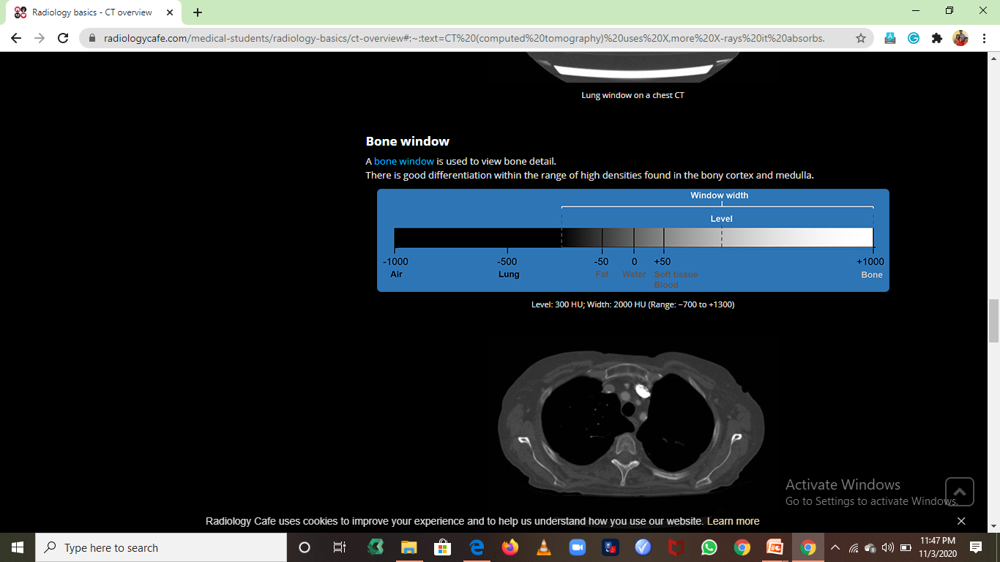 Radiology basics - CT overview
radiologycafe.com/medical-students/radiology-basics/ct-overview#:~:text=CT%20(computed%20tomography)%20uses%20X,more%20X-rays%20it%20absorbs.
Lung window on a chest CT
Bone window
A bone window is used to view bone detail.
There is good differentiation within the range of high densities found in the bony cortex and medulla.
Window width
Level
-1000 -500 -50 0 +50 +1000
Air Lung Fat Water Soft tissue Bone
Blood
Level: 300 HU; Width: 2000 HU (Range: –700 to +1300)
Activate Windows
Go to Settings to activate Windows.
Radiology Cafe uses cookies to improve your experience and to help us understand how you use our website. Learn more
Type here to search
11:47 PM
11/3/2020